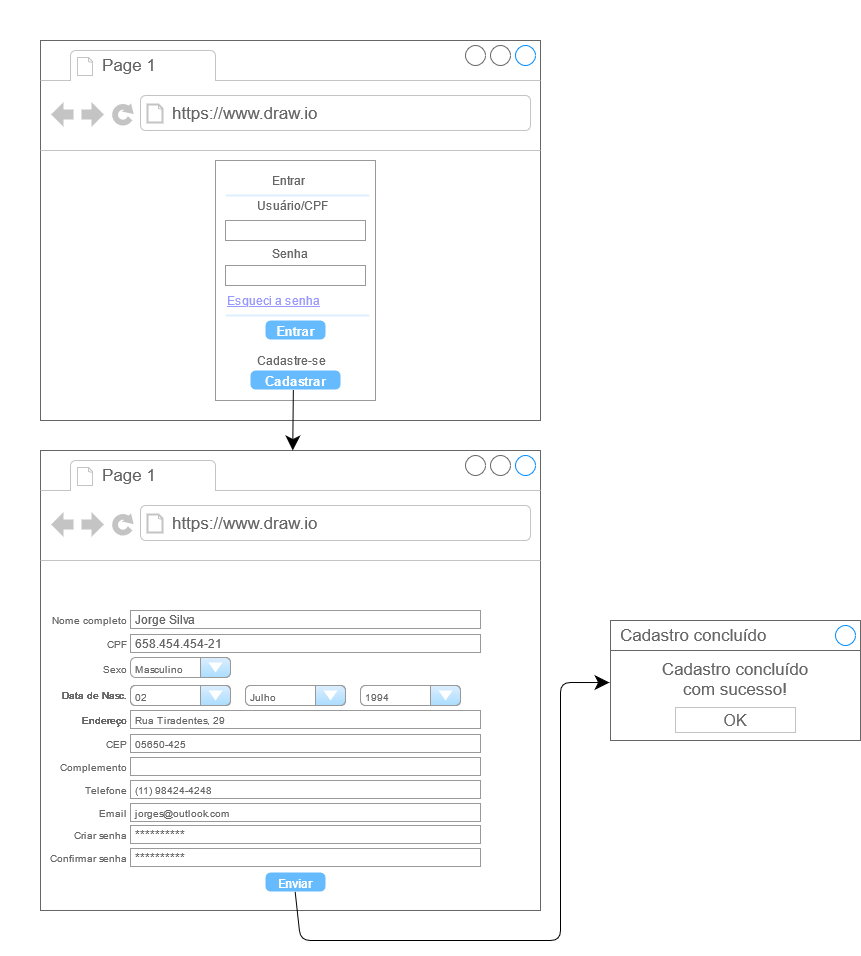 Page 1
https://www.draw.io
Entrar
Usuário/CPF
Senha
Esqueci a senha
Entrar
Cadastre-se
Cadastrar
Page 1
https://www.draw.io
Nome completo Jorge Silva
CPF 658.454.454-21
Sexo Masculino
Data de Nasc. 02 Julho 1994
Endereço Rua Tiradentes, 29
CEP 05650-425
Complemento
Telefone (11) 98424-4248
Email jorges@outlook.com
Criar senha **********
Confirmar senha **********
Enviar
Cadastro concluído
Cadastro concluído
com sucesso!
OK